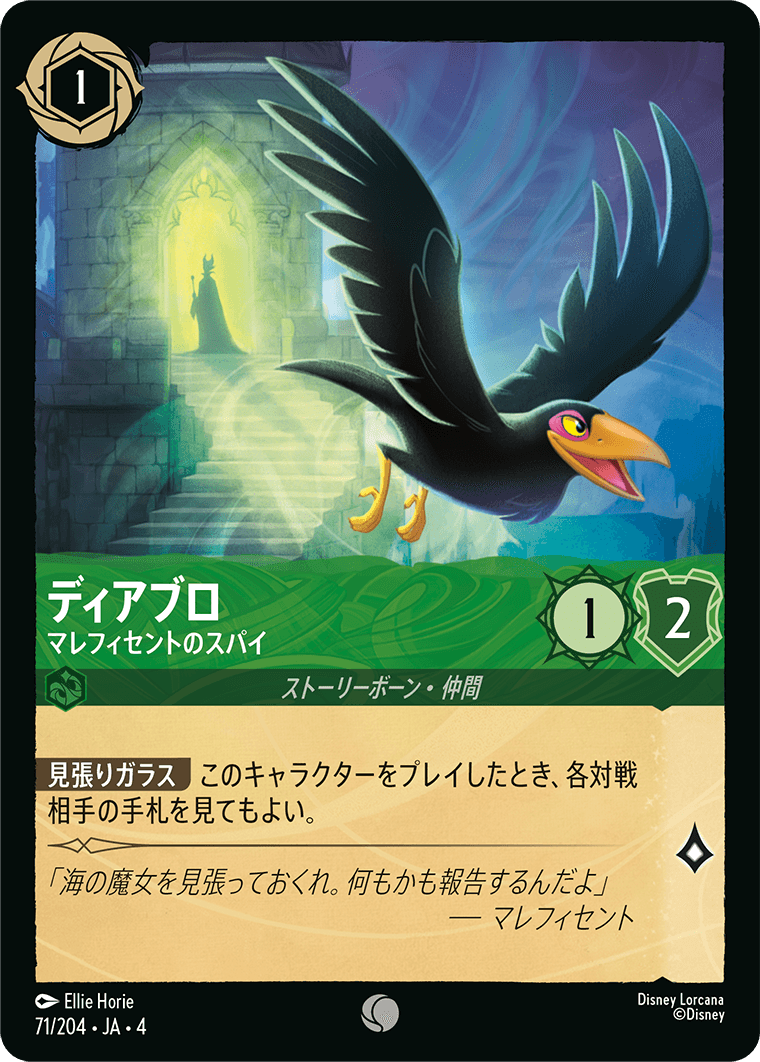 1
ディアブロ
マレフィセントのスパイ
1 2
ストーリーボーン・仲間
見張りガラス このキャラクターをプレイしたとき、各対戦
相手の手札を見てもよい。
「海の魔女を見張っておくれ。何もかも報告するんだよ」
— マレフィセント
Ellie Horie
71/204・JA・4
Disney Lorcana
©Disney